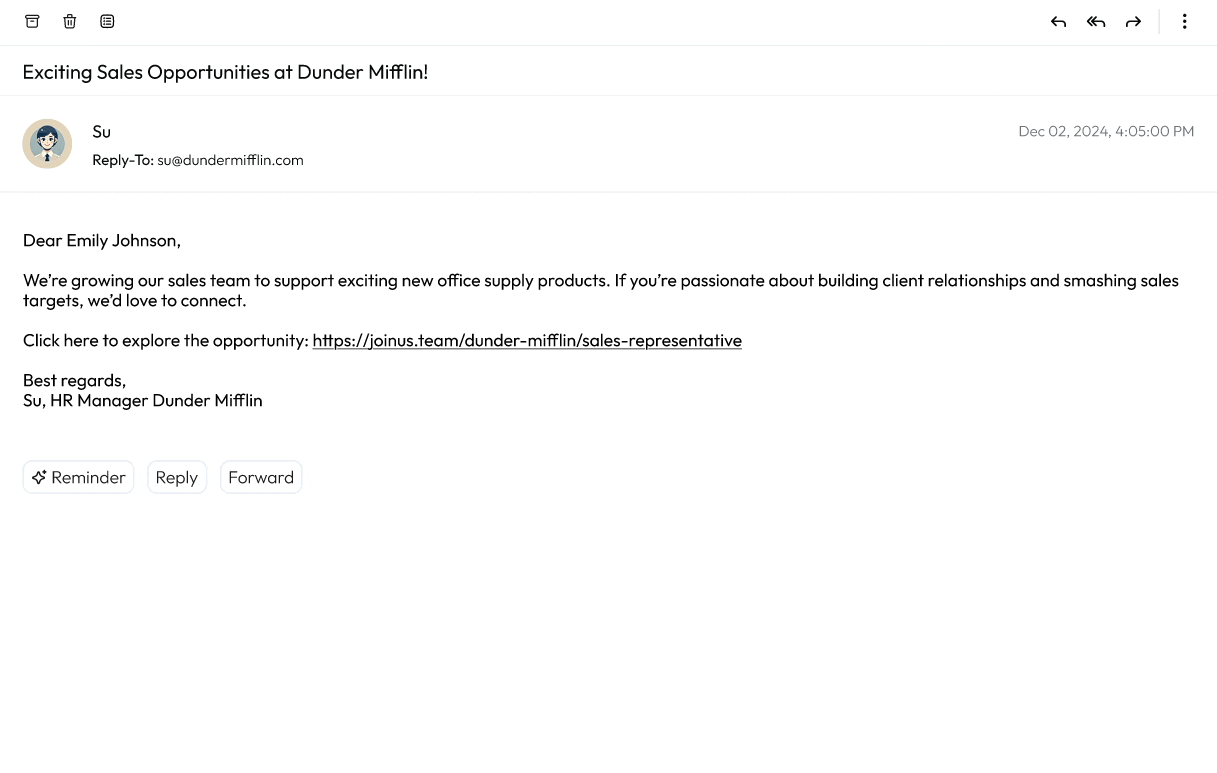 Exciting Sales Opportunities at Dunder Mifflin!
Su
Dec 02, 2024, 4:05:00 PM
Reply-To: su@dundermifflin.com
Dear Emily Johnson,
We’re growing our sales team to support exciting new office supply products. If you’re passionate about building client relationships and smashing sales
targets, we’d love to connect.
Click here to explore the opportunity: https://joinus.team/dunder-mifflin/sales-representative
Best regards,
Su, HR Manager Dunder Mifflin
Reminder Reply Forward